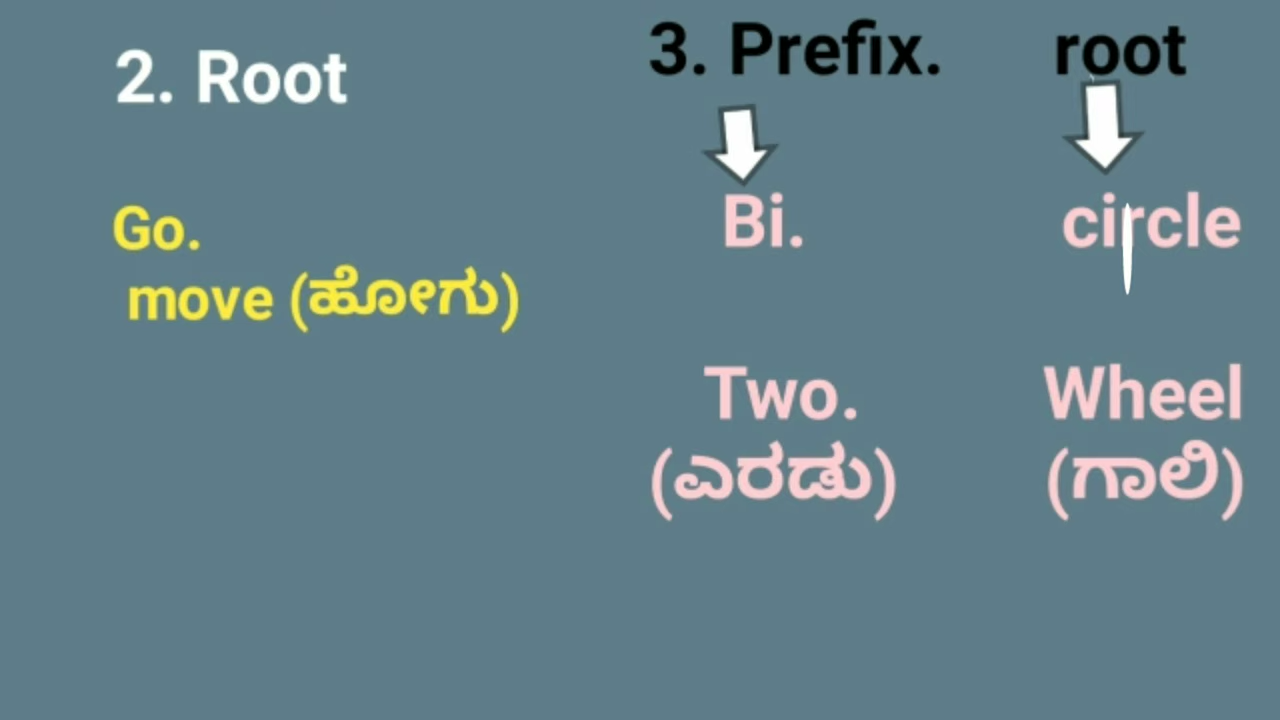 2. Root
Go.
move (ಹೋಗು)
3. Prefix. root
Bi. circle
Two. Wheel
(ಎರಡು) (ಗಾಲಿ)